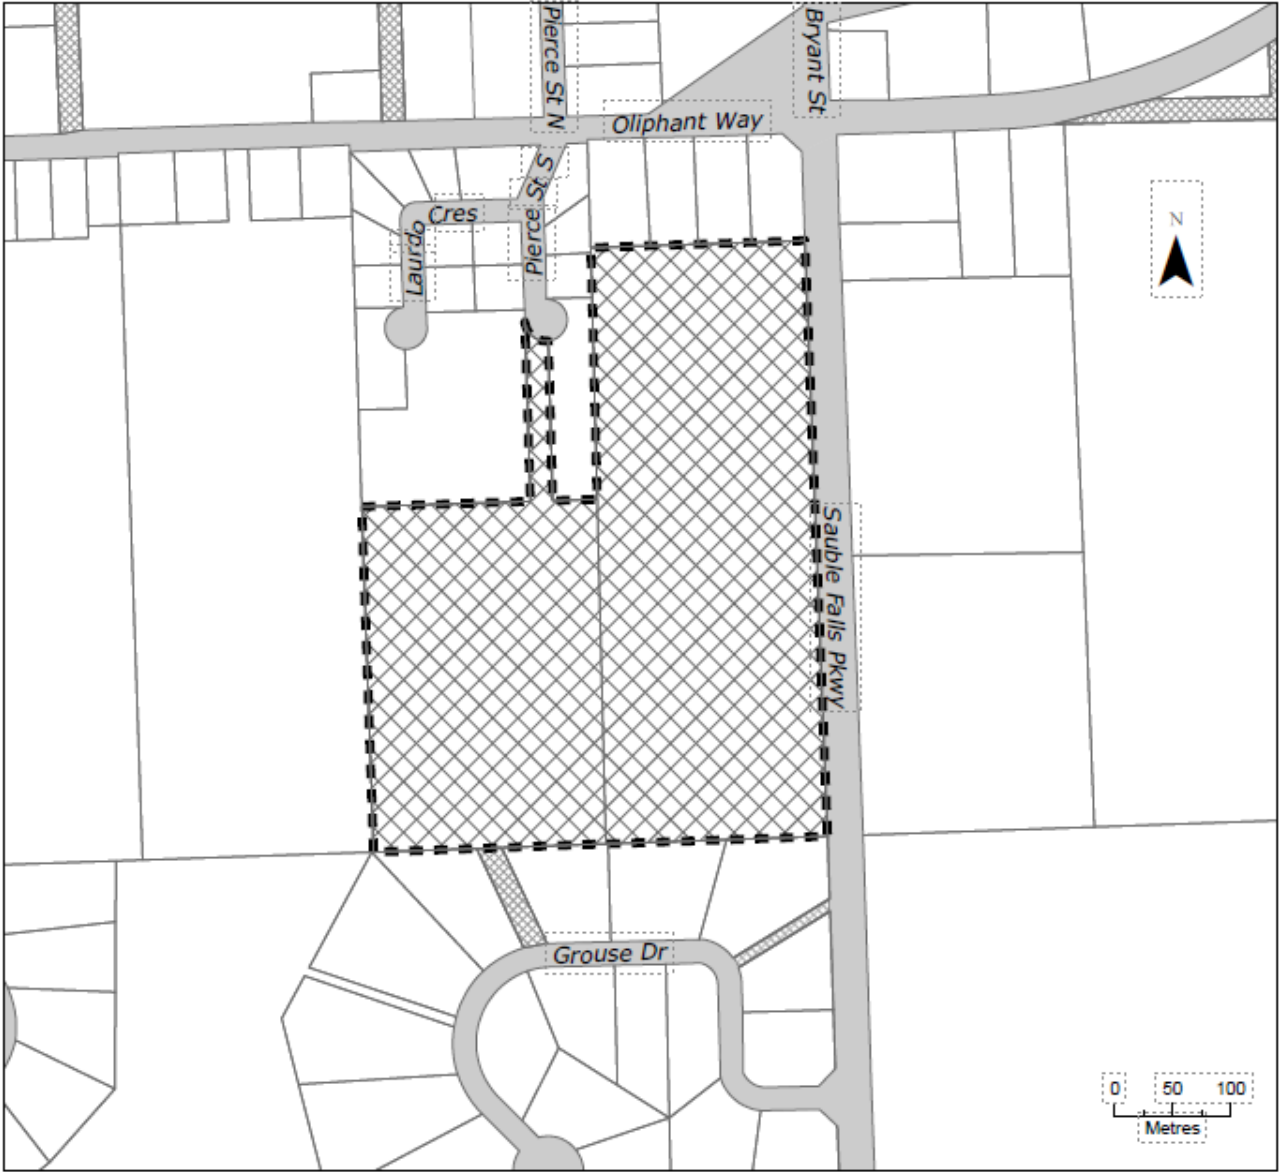 Pierce St N
Bryant St
Oliphant Way
Pierce St S
Cres
Laurdo
N
Sauble Falls Pkwy
Grouse Dr
0 50 100
Metres